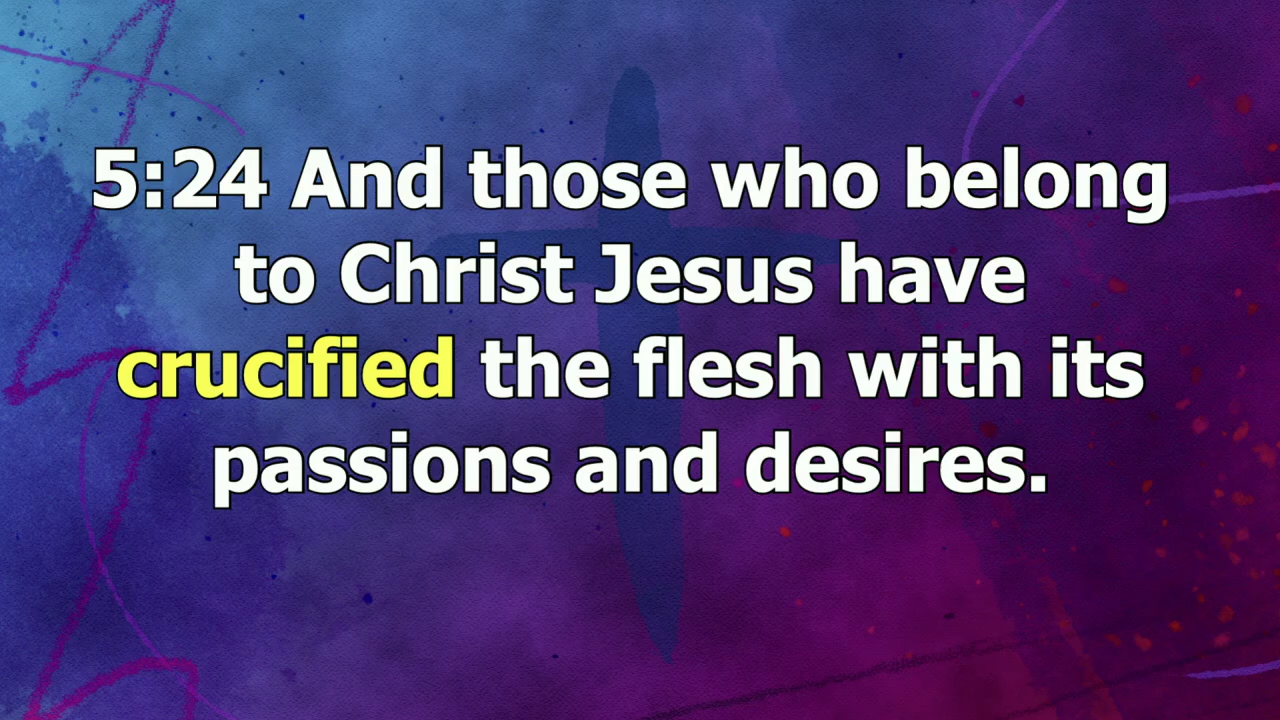 5:24 And those who belong
to Christ Jesus have
crucified the flesh with its
passions and desires.